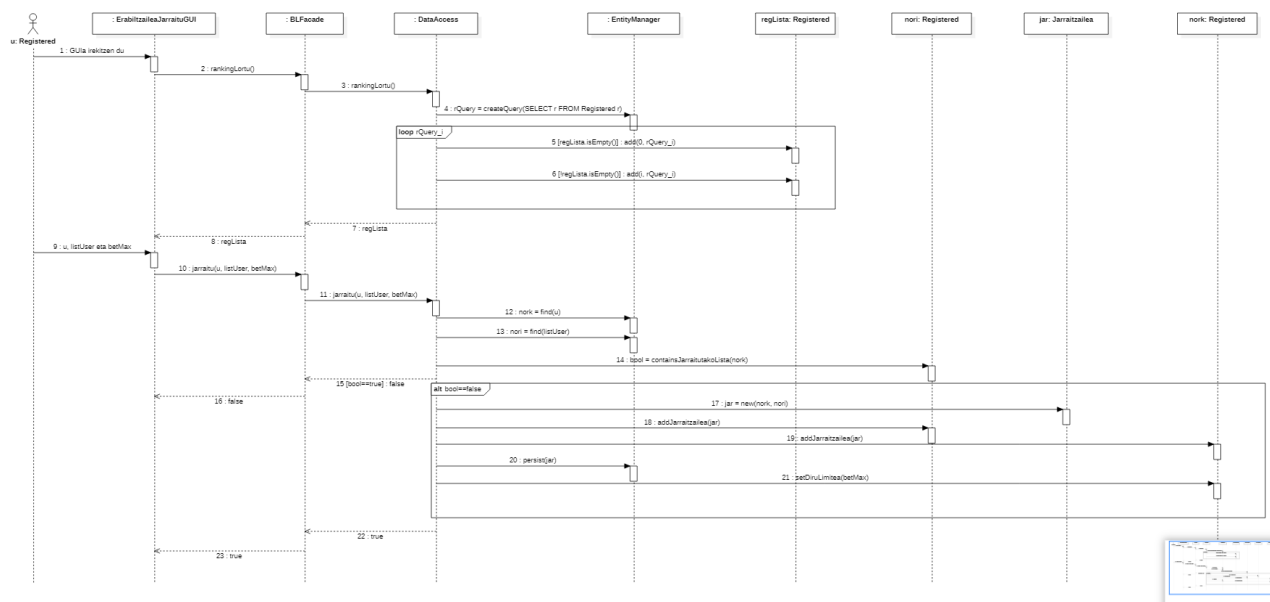 : ErabiltzaileaJarraituGUI
: BLFacade
: DataAccess
: EntityManager
regLista: Registered
nori: Registered
jar: Jarraitzailea
nork: Registered
u: Registered
1 : GUIa irekitzen du
2 : rankingLortu()
3 : rankingLortu()
4 : rQuery = createQuery(SELECT r FROM Registered r)
loop rQuery_i
5 [regLista.isEmpty()] : add(0, rQuery_i)
6 [!regLista.isEmpty()] : add(i, rQuery_i)
7 : regLista
8 : regLista
9 : u, listUser eta betMax
10 : jarraitu(u, listUser, betMax)
11 : jarraitu(u, listUser, betMax)
12 : nork = find(u)
13 : nori = find(listUser)
14 : bool = containsJarraitutakoLista(nork)
15 [bool==true] : false
alt bool==false
16 : false
17 : jar = new(nork, nori)
18 : addJarraitzailea(jar)
19 : addJarraitzailea(jar)
20 : persist(jar)
21 : setDiruLimitea(betMax)
22 : true
23 : true